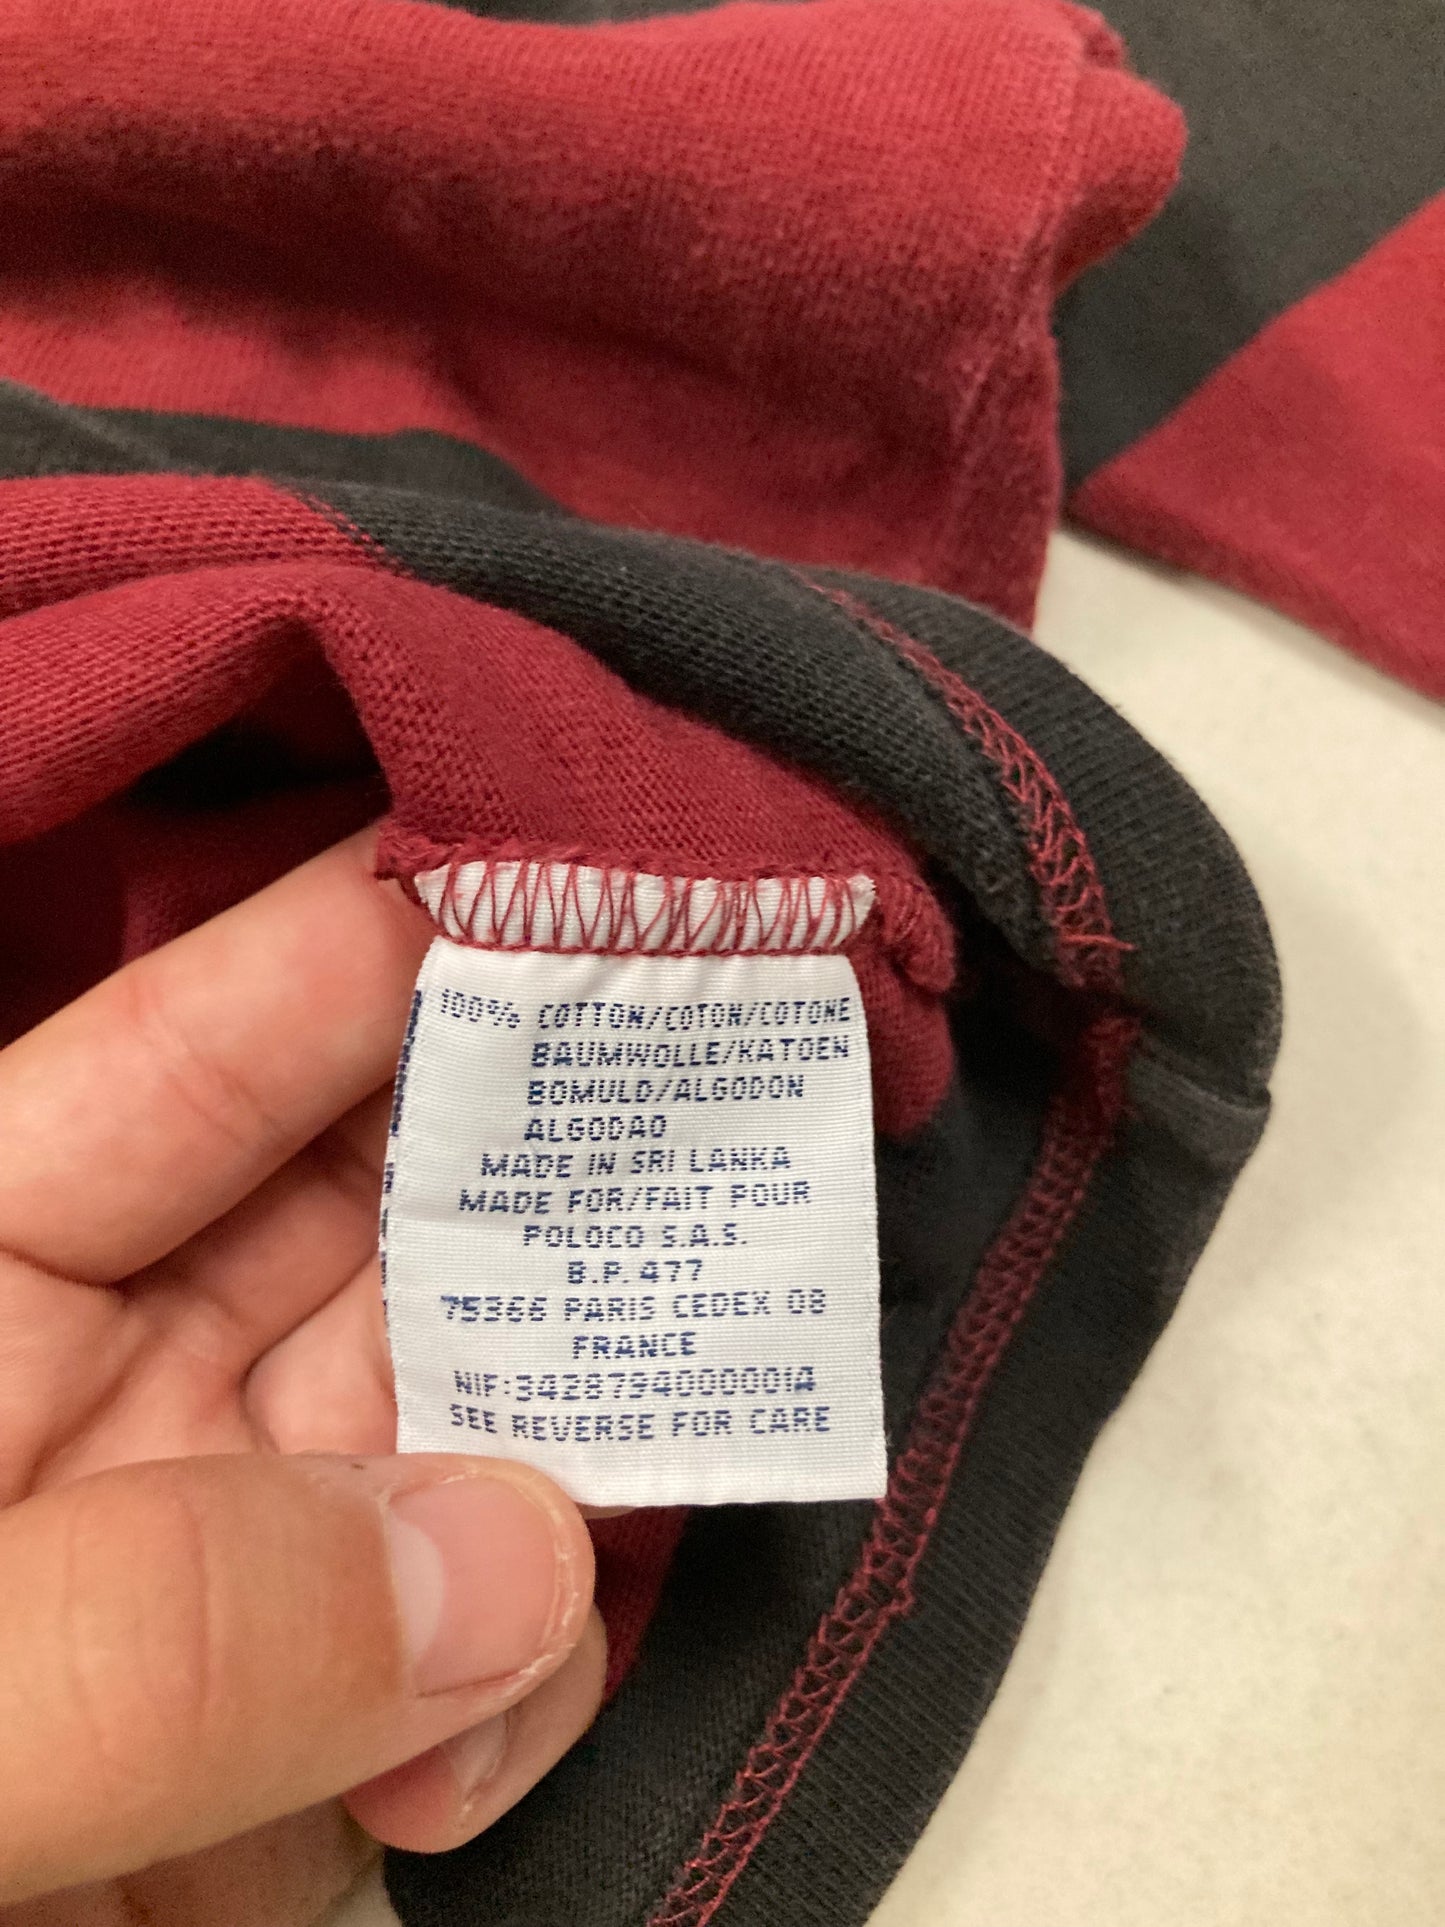 100% COTTON/COTON/COTONE
BAUMWOLLE/KATOEN
BOMULD/ALGODON
ALGODAO
MADE IN SRI LANKA
MADE FOR/FAIT POUR
POLOCO S.A.S.
B.P. 477
75366 PARIS CEDEX 08
FRANCE
NIF:3428794000001A
SEE REVERSE FOR CARE